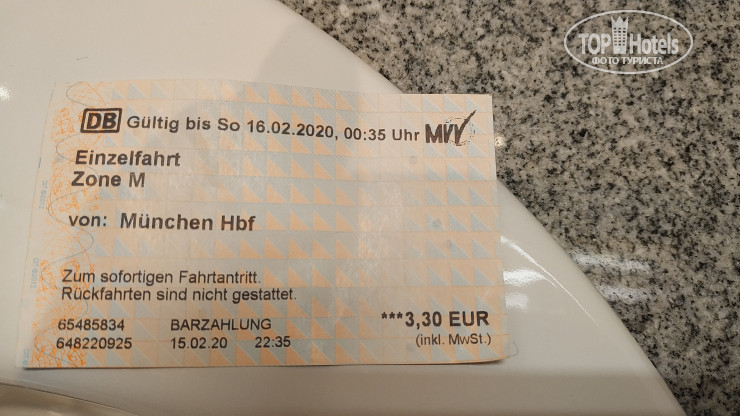 TOP Hotels
ФОТО ТУРИСТА
DB Gültig bis So 16.02.2020, 00:35 Uhr MVV
Einzelfahrt
Zone M
von: München Hbf
Zum sofortigen Fahrtantritt.
Rückfahrten sind nicht gestattet.
65485834 BARZAHLUNG ***3,30 EUR
648220925 15.02.20 22:35 (inkl. MwSt.)